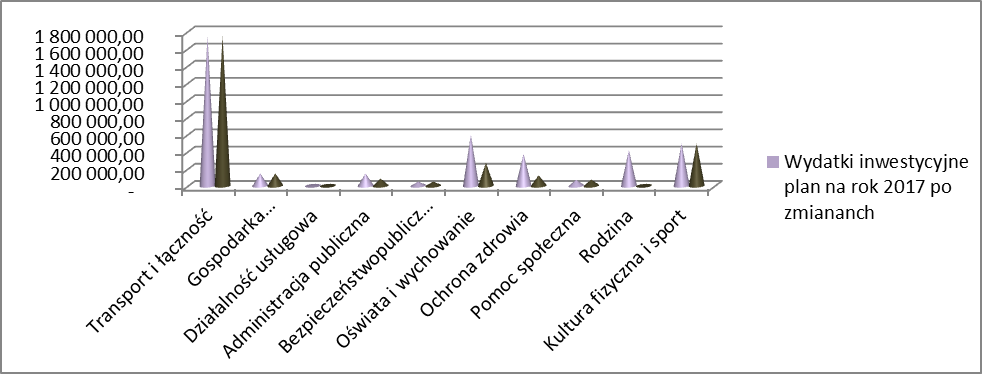 1 800 000,00
1 600 000,00
1 400 000,00
1 200 000,00
1 000 000,00
800 000,00
600 000,00
400 000,00
200 000,00
-
Transport i łączność
Gospodarka...
Działalność usługowa
Administracja publiczna
Bezpieczeństwopublicz...
Oświata i wychowanie
Ochrona zdrowia
Pomoc społeczna
Rodzina
Kultura fizyczna i sport
Wydatki inwestycyjne
plan na rok 2017 po
zmiananch